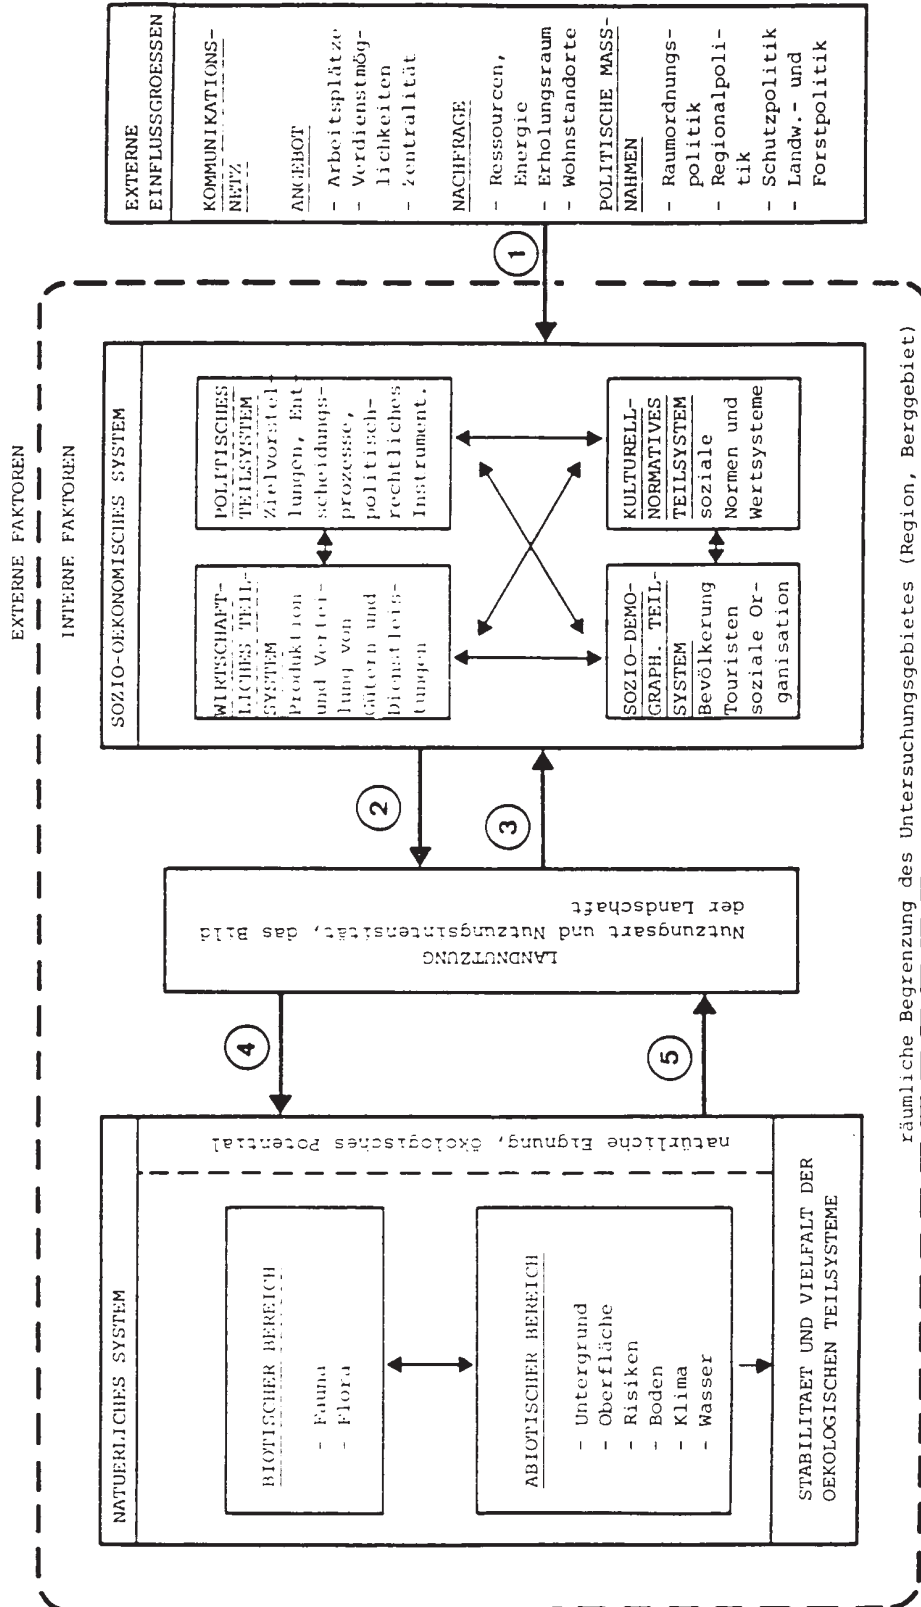 EXTERNE FAKTOREN
INTERNE FAKTOREN
NATUERLICHES SYSTEM
BIOTISCHER BEREICH
- Fauna
- Flora
ABIOTISCHER BEREICH
- Untergrund
- Oberfläche
- Risiken
- Boden
- Klima
- Wasser
natürliche Eignung, ökologisches Potential
STABILITAET UND VIELFALT DER
OEKOLOGISCHEN TEILSYSTEME
4
5
LANDNUTZUNG
Nutzungsart und Nutzungsintensität, das Bild
der Landschaft
2
3
SOZIO-OEKONOMISCHES SYSTEM
WIRTSCHAFT-
LICHES TEIL-
SYSTEM
Produktion
und Vertei-
lung von
Gütern und
Dienstleis-
tungen
POLITISCHES
TEILSYSTEM
Zielvorstel-
lungen, Ent-
scheidungs-
prozesse,
politisch-
rechtliches
Instrument.
SOZIO-DEMO-
GRAPH. TEIL-
SYSTEM
Bevölkerung
Touristen
soziale Or-
ganisation
KULTURELL-
NORMATIVES
TEILSYSTEM
soziale
Normen und
Wertsysteme
1
EXTERNE
EINFLUSSGROESSEN
KOMMUNIKATIONS-
NETZ
ANGEBOT
- Arbeitsplätze
- Verdienstmög-
lichkeiten
- Zentralität
NACHFRAGE
- Ressourcen,
Energie
- Erholungsraum
- Wohnstandorte
POLITISCHE MASS-
NAHMEN
- Raumordnungs-
politik
- Regionalpoli-
tik
- Schutzpolitik
- Landw.- und
Forstpolitik
räumliche Begrenzung des Untersuchungsgebietes (Region, Berggebiet)